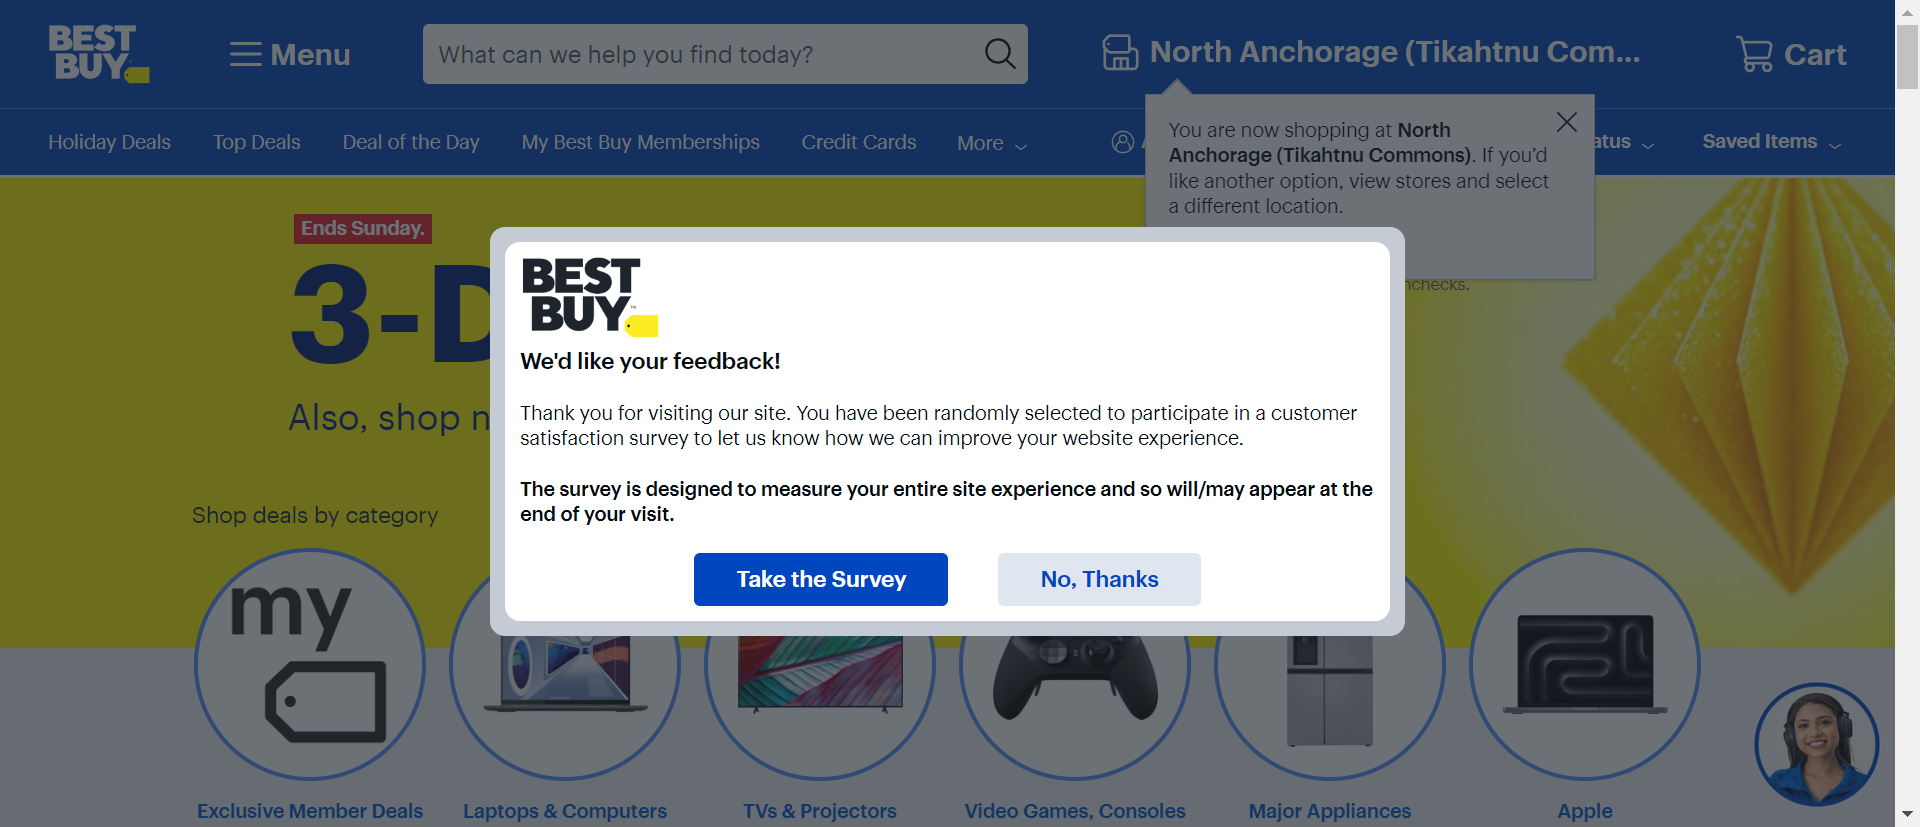 BEST
BUY
Menu
What can we help you find today?
North Anchorage (Tikahtnu Com...
Cart
Holiday Deals
Top Deals
Deal of the Day
My Best Buy Memberships
Credit Cards
More
Saved Items
You are now shopping at North
Anchorage (Tikahtnu Commons). If you'd
like another option, view stores and select
a different location.
Ends Sunday.
3-D
Also, shop n
BEST
BUY™
We'd like your feedback!
Thank you for visiting our site. You have been randomly selected to participate in a customer
satisfaction survey to let us know how we can improve your website experience.
The survey is designed to measure your entire site experience and so will/may appear at the
end of your visit.
Take the Survey
No, Thanks
Shop deals by category
my
Exclusive Member Deals
Laptops & Computers
TVs & Projectors
Video Games, Consoles
Major Appliances
Apple